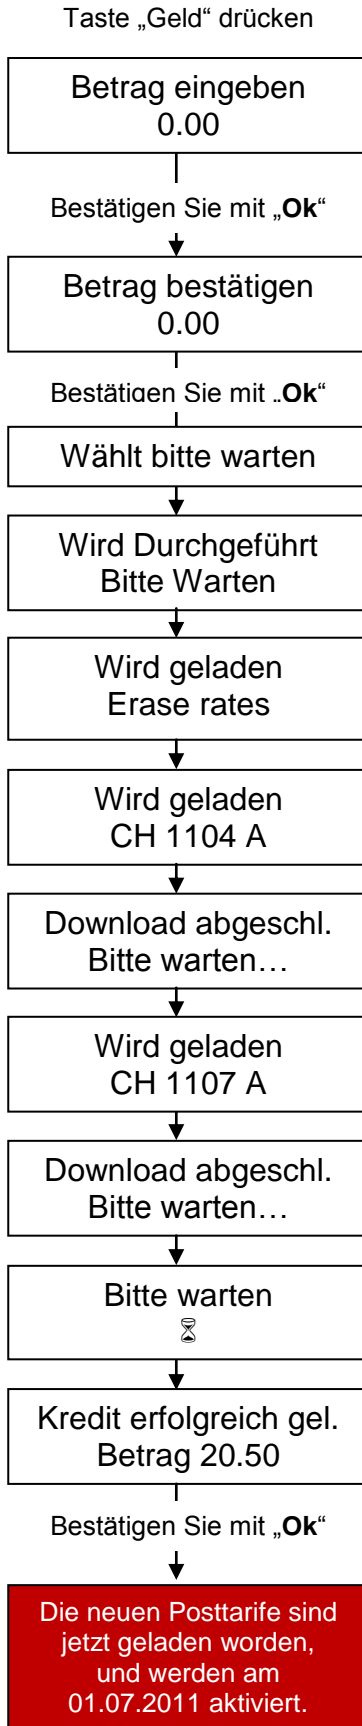 Taste „Geld“ drücken
Betrag eingeben
0.00
Bestätigen Sie mit „Ok“
Betrag bestätigen
0.00
Bestätigen Sie mit „Ok“
Wählt bitte warten
Wird Durchgeführt
Bitte Warten
Wird geladen
Erase rates
Wird geladen
CH 1104 A
Download abgeschl.
Bitte warten…
Wird geladen
CH 1107 A
Download abgeschl.
Bitte warten…
Bitte warten
Kredit erfolgreich gel.
Betrag 20.50
Bestätigen Sie mit „Ok“
Die neuen Posttarife sind
jetzt geladen worden,
und werden am
01.07.2011 aktiviert.